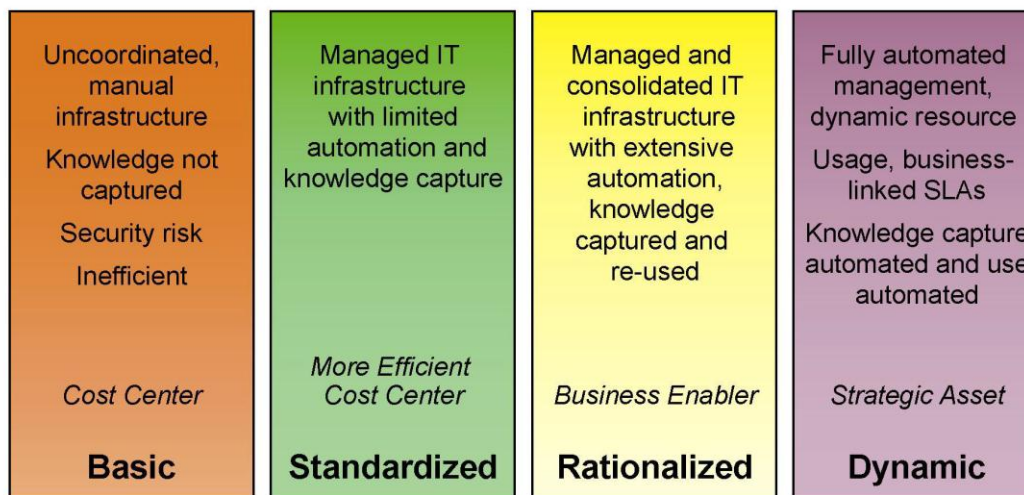 Uncoordinated,
manual
infrastructure
Knowledge not
captured
Security risk
Inefficient
Cost Center
Basic
Managed IT
infrastructure
with limited
automation and
knowledge capture
More Efficient
Cost Center
Standardized
Managed and
consolidated IT
infrastructure
with extensive
automation,
knowledge
captured and
re-used
Business Enabler
Rationalized
Fully automated
management,
dynamic resource
Usage, business-
linked SLAs
Knowledge capture
automated and use
automated
Strategic Asset
Dynamic